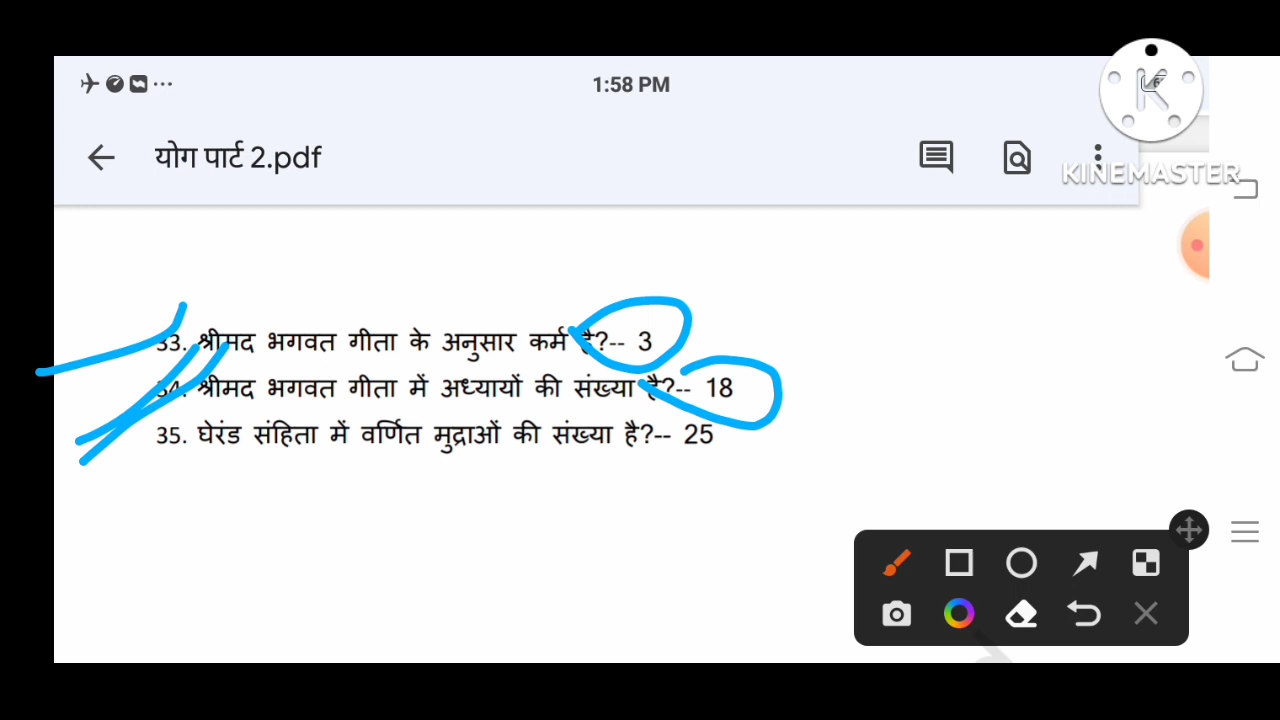 1:58 PM
योग पार्ट 2.pdf
KINEMASTER
33. श्रीमद भगवत गीता के अनुसार कर्म है?-- 3
34. श्रीमद भगवत गीता में अध्यायों की संख्या है?-- 18
35. घेरंड संहिता में वर्णित मुद्राओं की संख्या है?-- 25